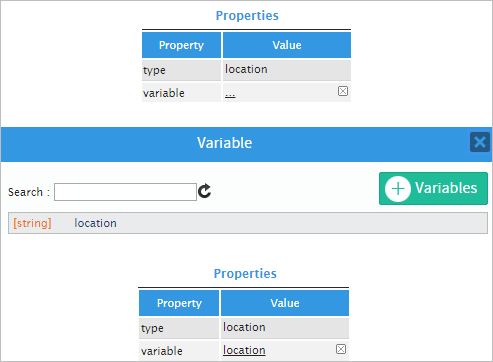 Properties
Property Value
type location
variable ...
Variable
Search :
Variables
[string] location
Properties
Property Value
type location
variable location